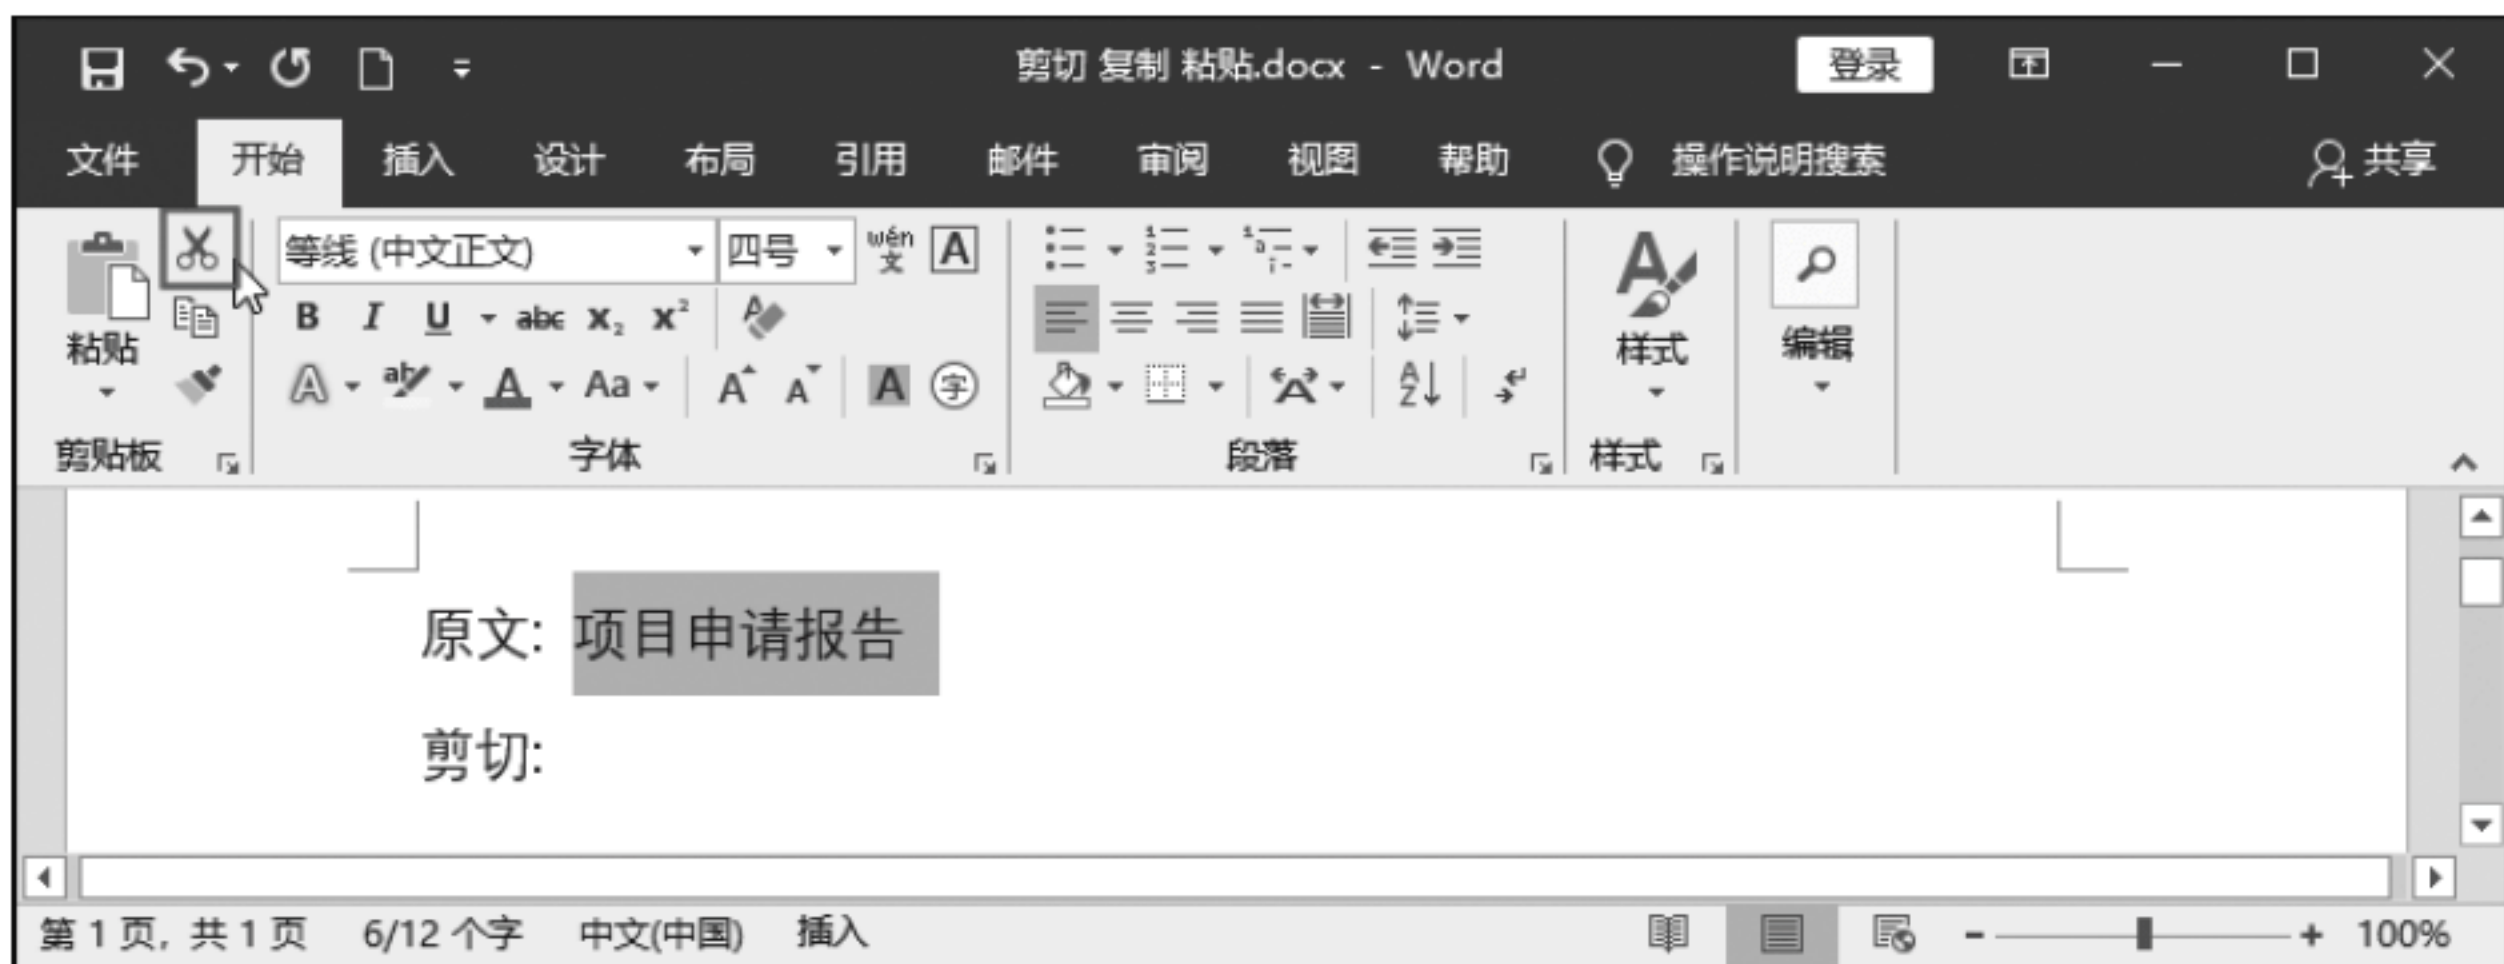 剪切 复制 粘贴.docx - Word 登录
文件 开始 插入 设计 布局 引用 邮件 审阅 视图 帮助 操作说明搜索 共享
等线 (中文正文) 四号 wén 文 A
粘贴 B I U abc x₂ x² A 样式 编辑
A ab A Aa A A A 字 A A Z
剪贴板 字体 段落 样式
原文: 项目申请报告
剪切:
第 1 页, 共 1 页 6/12 个字 中文(中国) 插入 100%